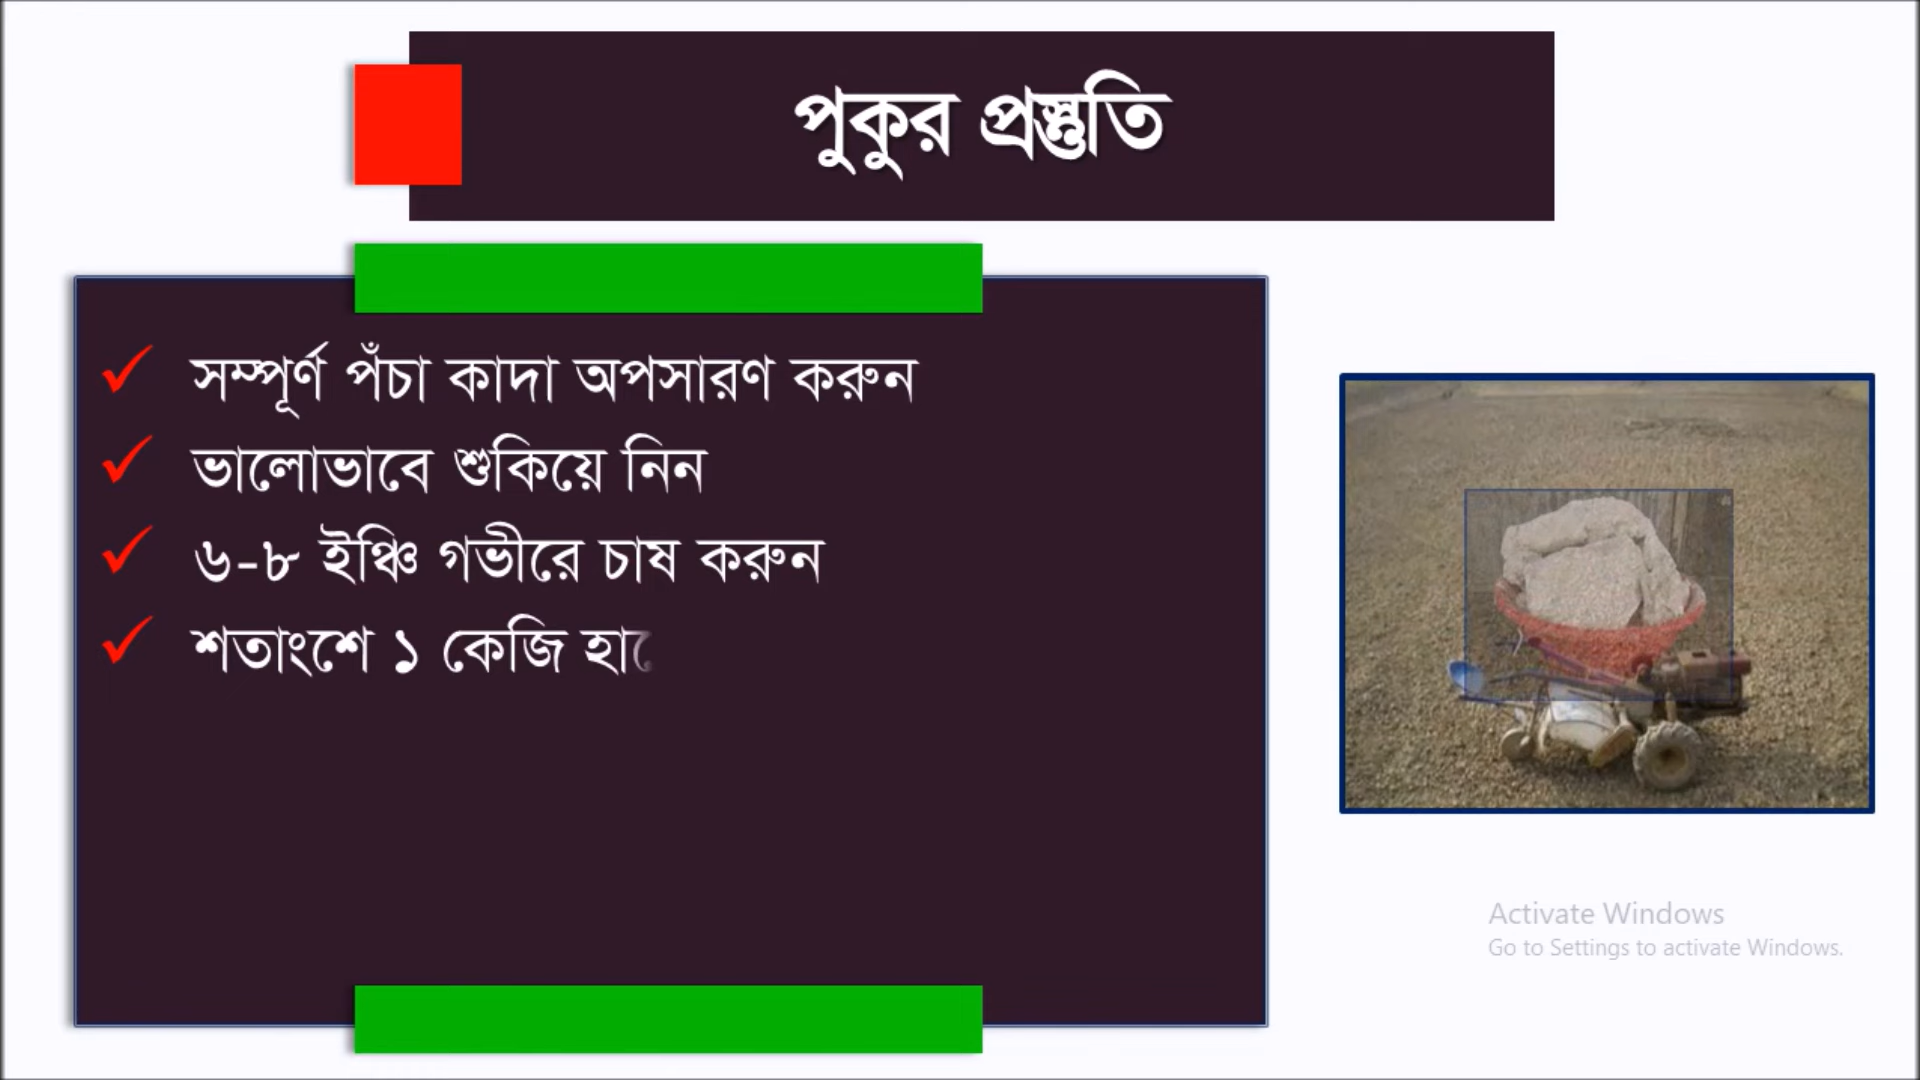 পুকুর প্রস্তুতি
সম্পূর্ণ পঁচা কাদা অপসারণ করুন
ভালোভাবে শুকিয়ে নিন
৬-৮ ইঞ্চি গভীরে চাষ করুন
শতাংশে ১ কেজি
Activate Windows
Go to Settings to activate Windows.